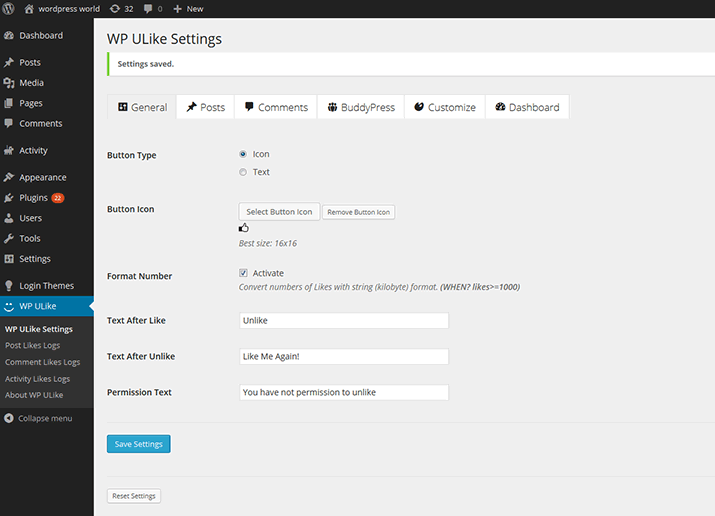 wordpress world 32 0 + New
Dashboard
Posts
Media
Pages
Comments
Activity
Appearance
Plugins 22
Users
Tools
Settings
Login Themes
WP ULike
WP ULike Settings
Post Likes Logs
Comment Likes Logs
Activity Likes Logs
About WP ULike
Collapse menu
WP ULike Settings
Settings saved.
General Posts Comments BuddyPress Customize Dashboard
Button Type
Icon
Text
Button Icon
Select Button Icon Remove Button Icon
Best size: 16x16
Format Number
Activate
Convert numbers of Likes with string (kilobyte) format. (WHEN? likes>=1000)
Text After Like
Unlike
Text After Unlike
Like Me Again!
Permission Text
You have not permission to unlike
Save Settings
Reset Settings